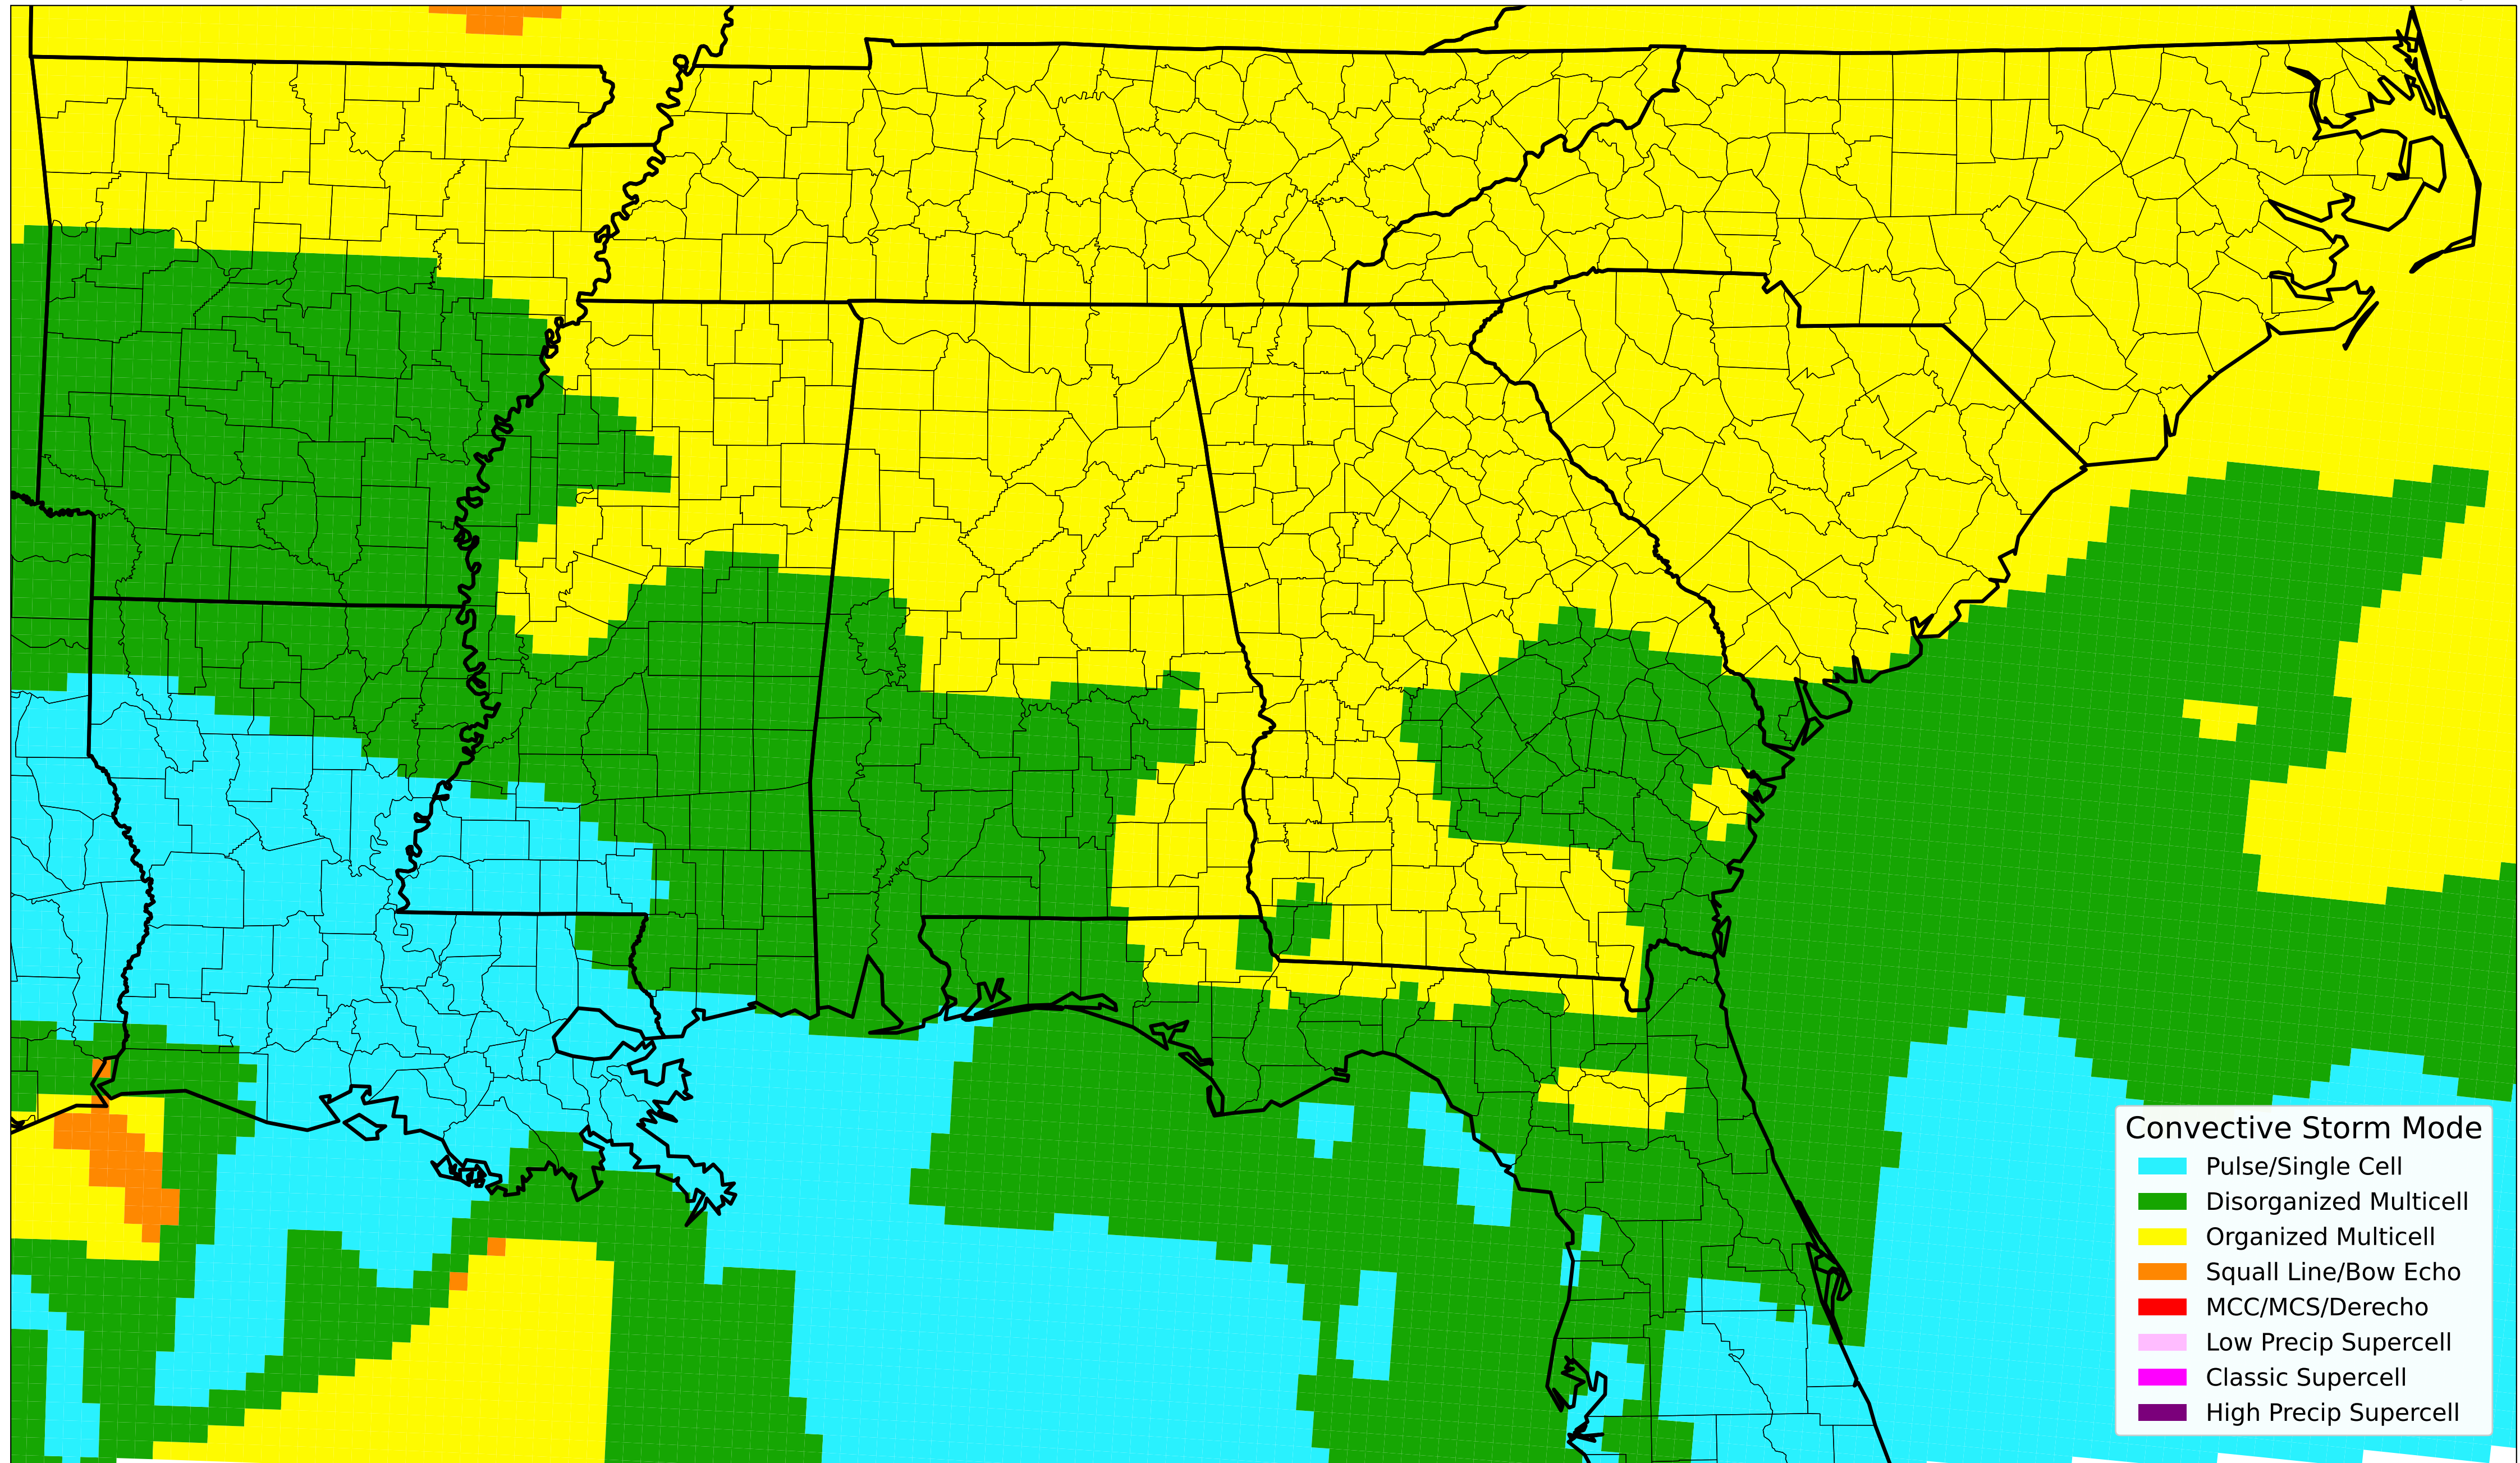 Convective Storm Mode
Pulse/Single Cell
Disorganized Multicell
Organized Multicell
Squall Line/Bow Echo
MCC/MCS/Derecho
Low Precip Supercell
Classic Supercell
High Precip Supercell